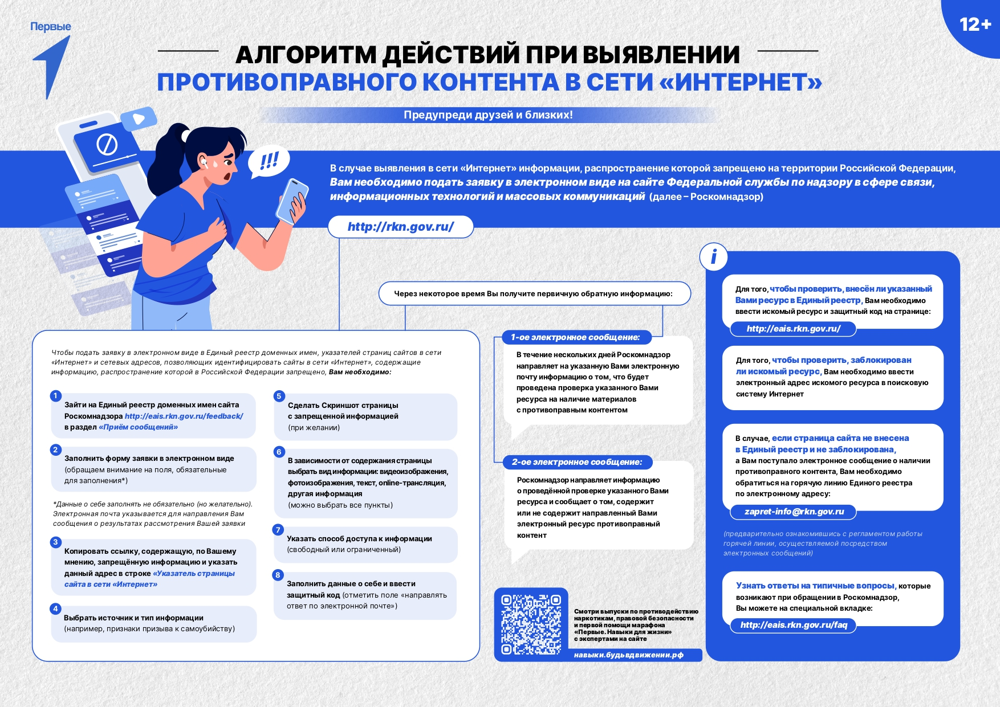 Первые
12+
АЛГОРИТМ ДЕЙСТВИЙ ПРИ ВЫЯВЛЕНИИ
ПРОТИВОПРАВНОГО КОНТЕНТА В СЕТИ «ИНТЕРНЕТ»
Предупреди друзей и близких!
!!!
В случае выявления в сети «Интернет» информации, распространение которой запрещено на территории Российской Федерации,
Вам необходимо подать заявку в электронном виде на сайте Федеральной службы по надзору в сфере связи,
информационных технологий и массовых коммуникаций (далее – Роскомнадзор)
http://rkn.gov.ru/
Через некоторое время Вы получите первичную обратную информацию:
Чтобы подать заявку в электронном виде в Единый реестр доменных имен, указателей страниц сайтов в сети
«Интернет» и сетевых адресов, позволяющих идентифицировать сайты в сети «Интернет», содержащие
информацию, распространение которой в Российской Федерации запрещено, Вам необходимо:
1
Зайти на Единый реестр доменных имен сайта
Роскомнадзора http://eais.rkn.gov.ru/feedback/
в раздел «Приём сообщений»
2
Заполнить форму заявки в электронном виде
(обращаем внимание на поля, обязательные
для заполнения*)
*Данные о себе заполнять не обязательно (но желательно).
Электронная почта указывается для направления Вам
сообщения о результатах рассмотрения Вашей заявки
3
Копировать ссылку, содержащую, по Вашему
мнению, запрещённую информацию и указать
данный адрес в строке «Указатель страницы
сайта в сети «Интернет»
4
Выбрать источник и тип информации
(например, признаки призыва к самоубийству)
5
Сделать Скриншот страницы
с запрещенной информацией
(при желании)
6
В зависимости от содержания страницы
выбрать вид информации: видеоизображения,
фотоизображения, текст, online-трансляция,
другая информация
(можно выбрать все пункты)
7
Указать способ доступа к информации
(свободный или ограниченный)
8
Заполнить данные о себе и ввести
защитный код (отметить поле «направлять
ответ по электронной почте»)
1-ое электронное сообщение:
В течение нескольких дней Роскомнадзор
направляет на указанную Вами электронную
почту информацию о том, что будет
проведена проверка указанного Вами
ресурса на наличие материалов
с противоправным контентом
2-ое электронное сообщение:
Роскомнадзор направляет информацию
о проведённой проверке указанного Вами
ресурса и сообщает о том, содержит
или не содержит направленный Вами
электронный ресурс противоправный
контент
Смотри выпуски по противодействию
наркотикам, правовой безопасности
и первой помощи марафона
«Первые. Навыки для жизни»
с экспертами на сайте
навыки.будьвдвижении.рф
i
Для того, чтобы проверить, внесён ли указанный
Вами ресурс в Единый реестр, Вам необходимо
ввести искомый ресурс и защитный код на странице:
http://eais.rkn.gov.ru/
Для того, чтобы проверить, заблокирован
ли искомый ресурс, Вам необходимо ввести
электронный адрес искомого ресурса в поисковую
систему Интернет
В случае, если страница сайта не внесена
в Единый реестр и не заблокирована,
а Вам поступало электронное сообщение о наличии
противоправного контента, Вам необходимо
обратиться на горячую линию Единого реестра
по электронному адресу:
zapret-info@rkn.gov.ru
(предварительно ознакомившись с регламентом работы
горячей линии, осуществляемой посредством
электронных сообщений)
Узнать ответы на типичные вопросы, которые
возникают при обращении в Роскомнадзор,
Вы можете на специальной вкладке:
http://eais.rkn.gov.ru/faq